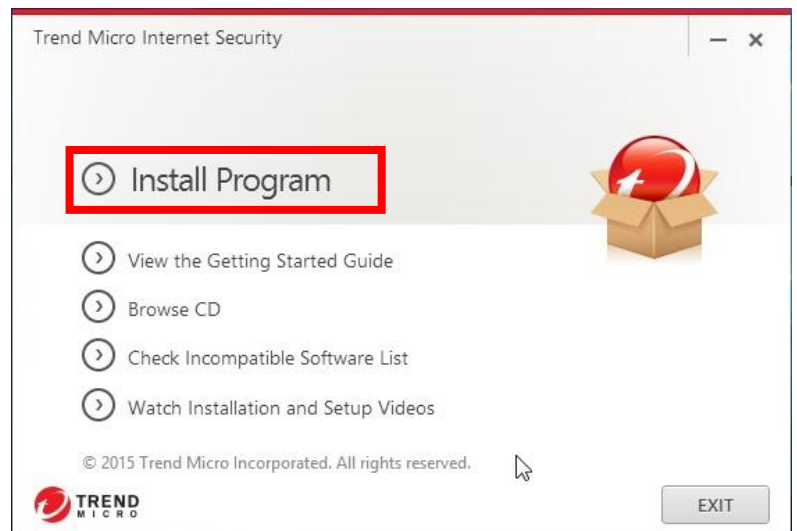 Trend Micro Internet Security
Install Program
View the Getting Started Guide
Browse CD
Check Incompatible Software List
Watch Installation and Setup Videos
© 2015 Trend Micro Incorporated. All rights reserved.
TREND
MICRO
EXIT